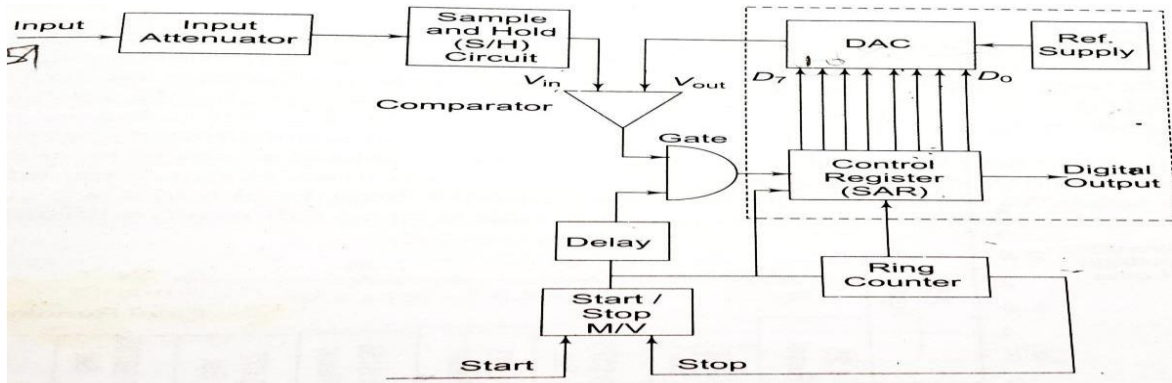 Input
Input
Attenuator
Sample
and Hold
(S/H)
Circuit
DAC
Ref.
Supply
Vin
Vout
D7
D0
Comparator
Gate
Control
Register
(SAR)
Digital
Output
Delay
Ring
Counter
Start /
Stop
M/V
Start
Stop